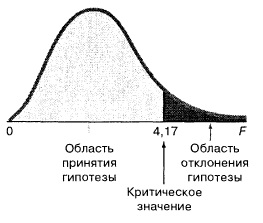 0 4,17 F
Область
принятия
гипотезы
Область
отклонения
гипотезы
Критическое
значение